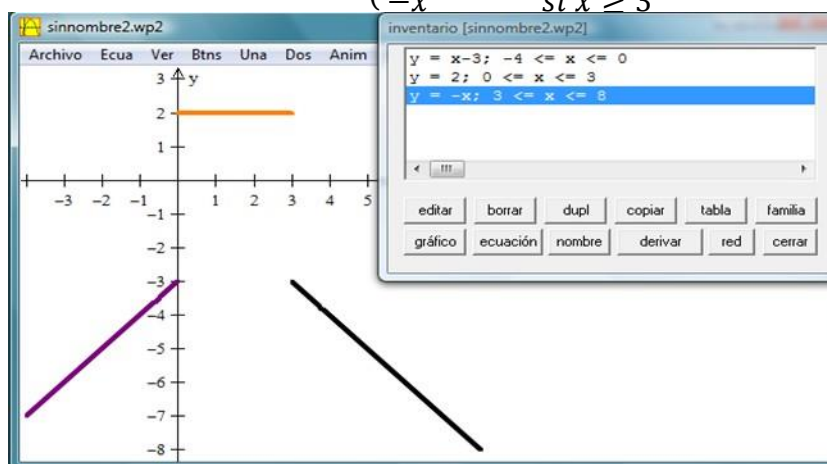 {−x si x ≥ 3
sinnombre2.wp2
Archivo Ecua Ver Btns Una Dos Anim
inventario [sinnombre2.wp2]
y = x-3; -4 <= x <= 0
y = 2; 0 <= x <= 3
y = -x; 3 <= x <= 8
editar borrar dupl copiar tabla familia
gráfico ecuación nombre derivar red cerrar
y
3
2
1
−3 −2 −1 1 2 3 4 5
−1
−2
−3
−4
−5
−6
−7
−8